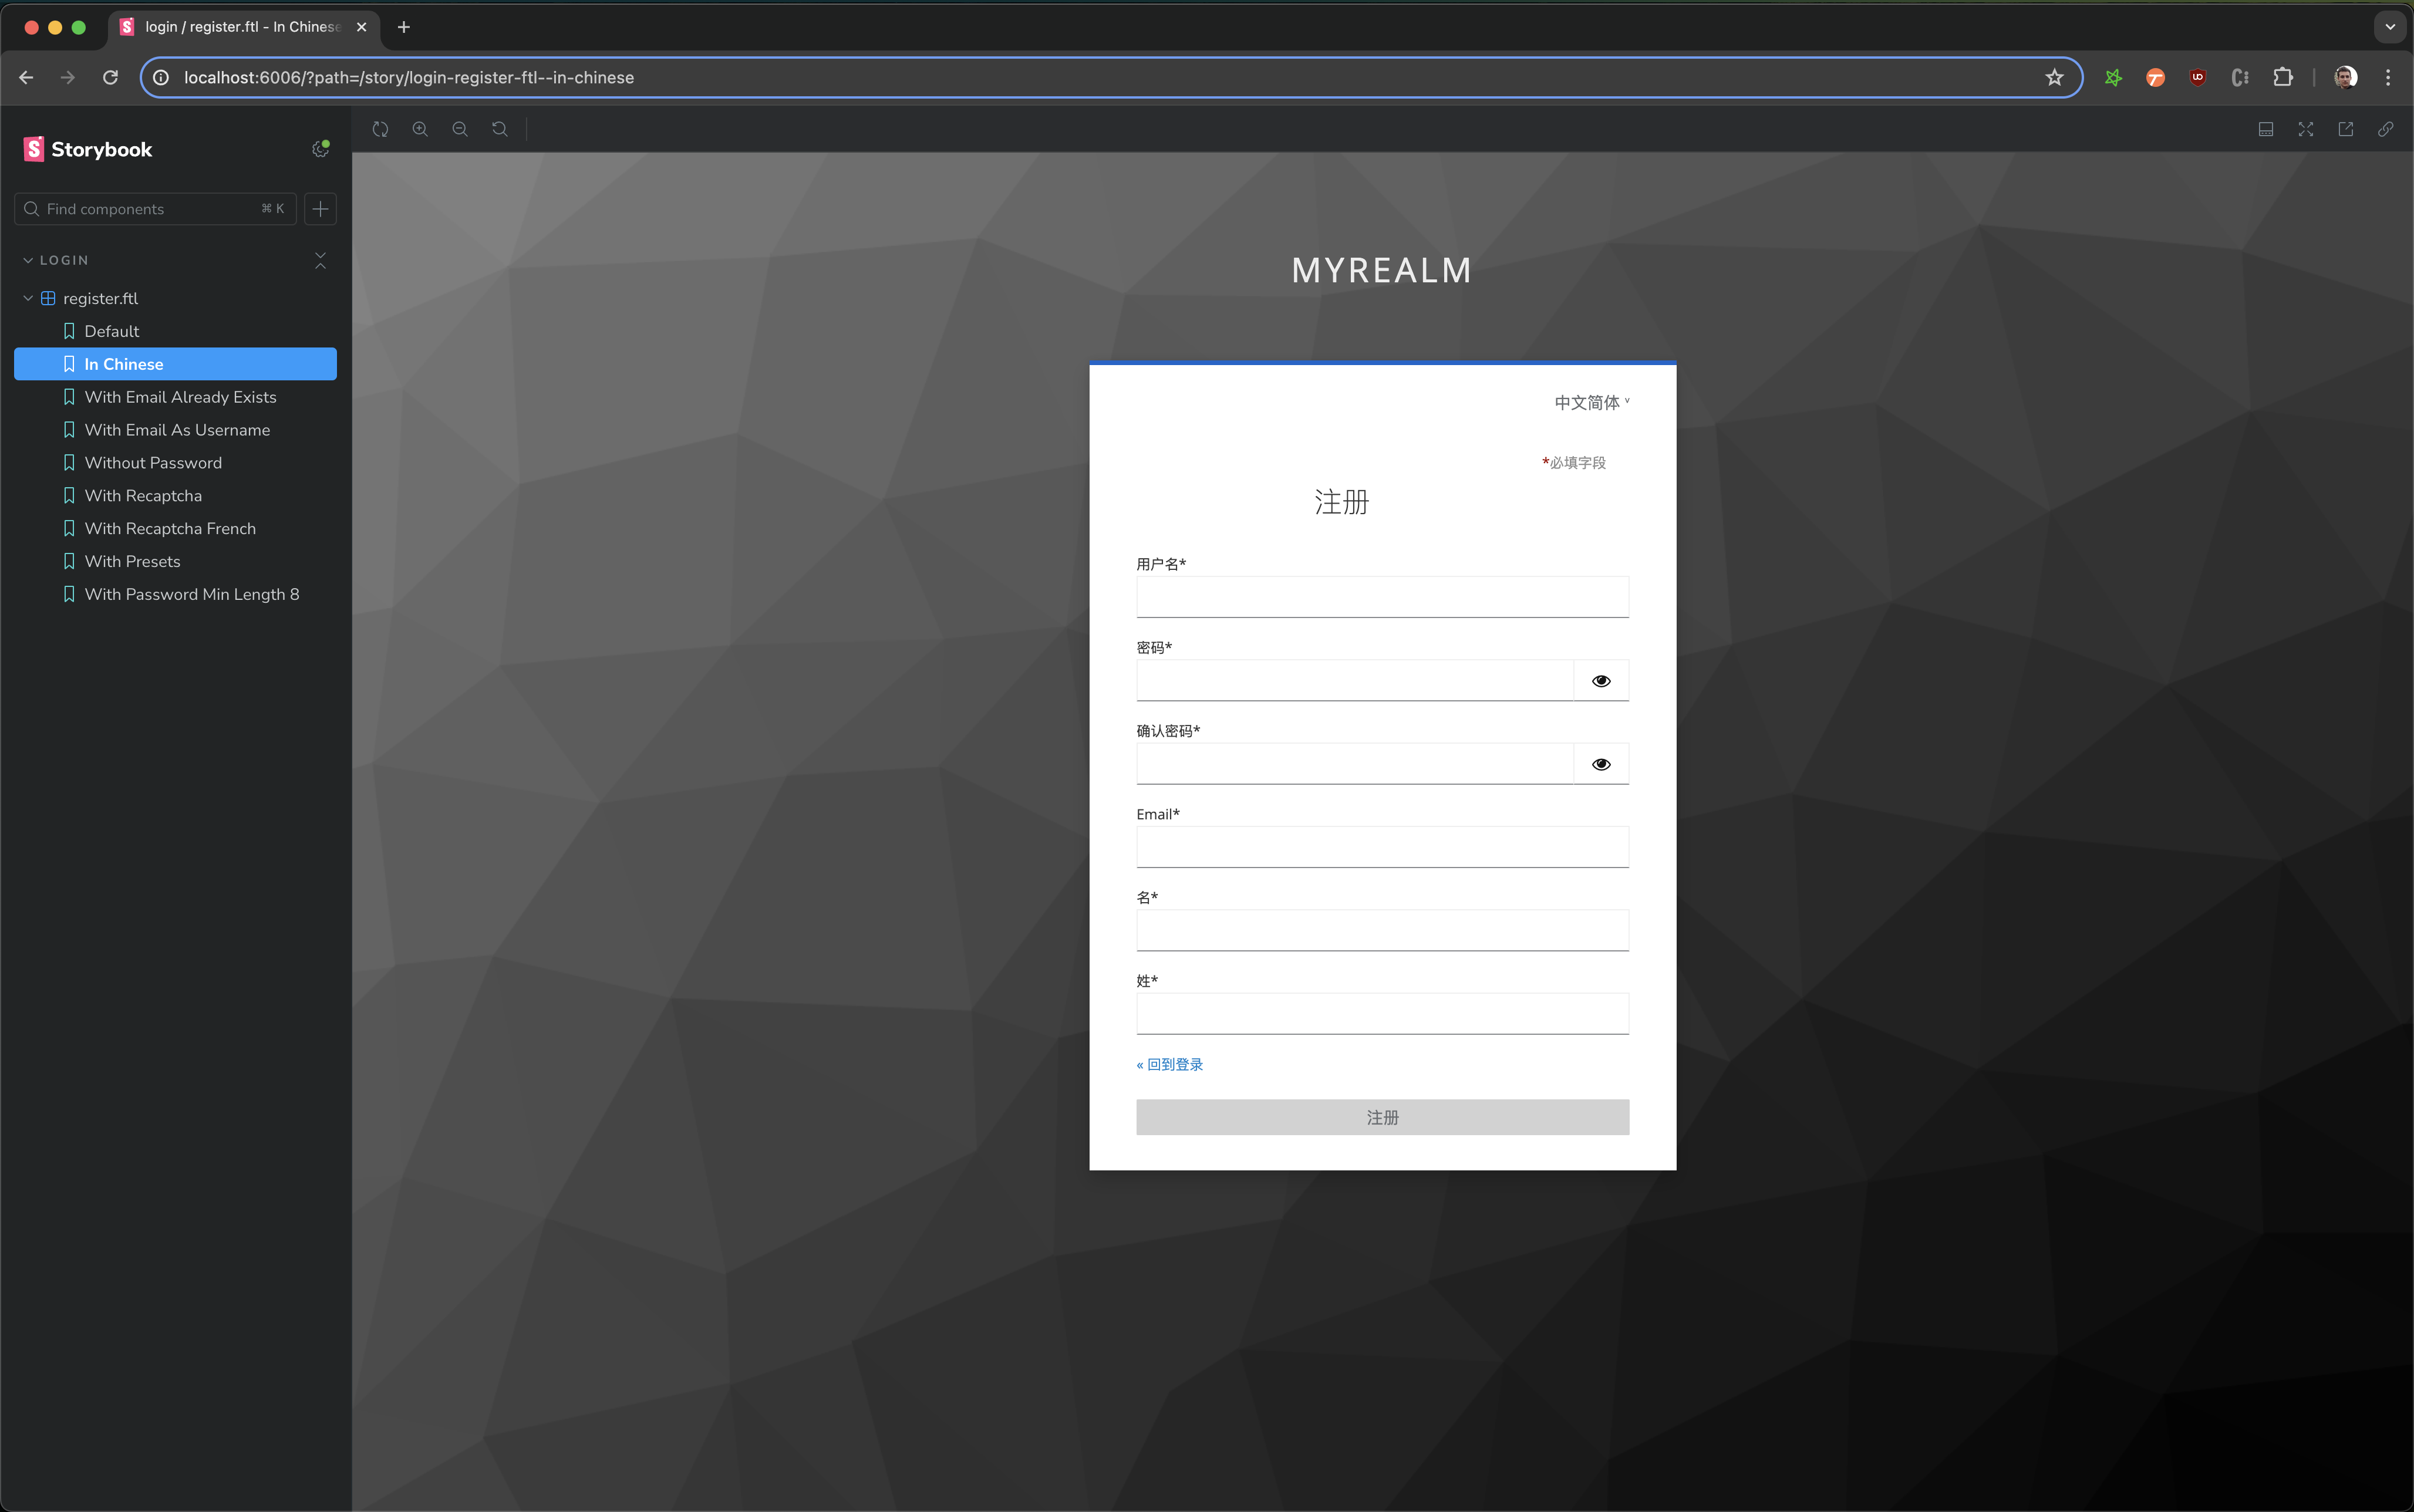 login / register.ftl - In Chinese
localhost:6006/?path=/story/login-register-ftl--in-chinese
Storybook
Find components
⌘ K
LOGIN
register.ftl
Default
In Chinese
With Email Already Exists
With Email As Username
Without Password
With Recaptcha
With Recaptcha French
With Presets
With Password Min Length 8
MYREALM
中文简体
*必填字段
注册
用户名*
密码*
确认密码*
Email*
名*
姓*
« 回到登录
注册